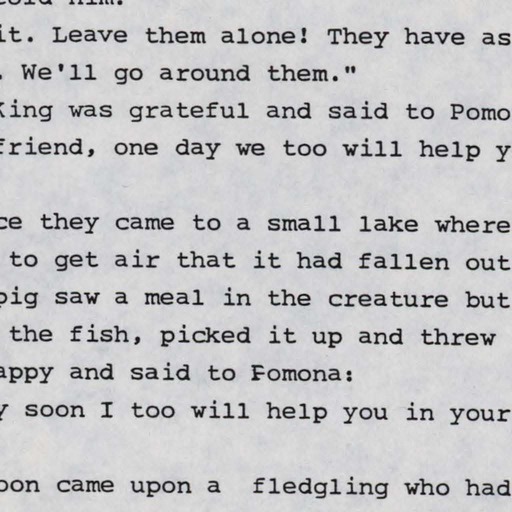 told him.
it. Leave them alone! They have as
. We'll go around them."
King was grateful and said to Pomo
friend, one day we too will help y
ce they came to a small lake where
to get air that it had fallen out
pig saw a meal in the creature but
the fish, picked it up and threw
appy and said to Fomona:
y soon I too will help you in your
oon came upon a  fledgling who had